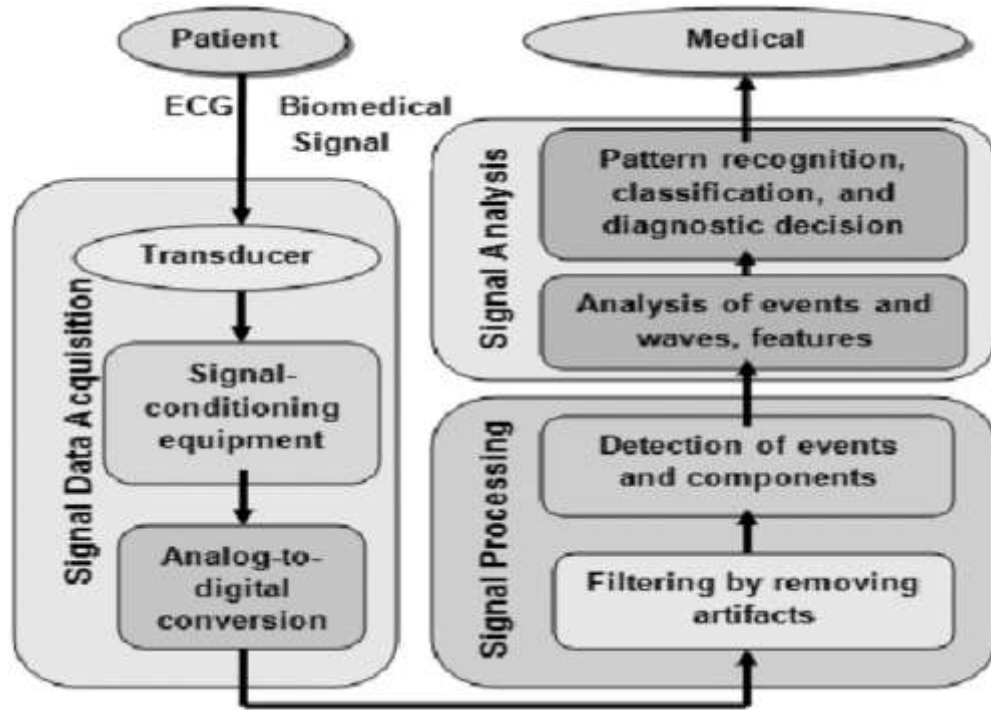 Patient
ECG
Biomedical
Signal
Signal Data Acquisition
Transducer
Signal-
conditioning
equipment
Analog-to-
digital
conversion
Medical
Signal Analysis
Pattern recognition,
classification, and
diagnostic decision
Analysis of events and
waves, features
Signal Processing
Detection of events
and components
Filtering by removing
artifacts